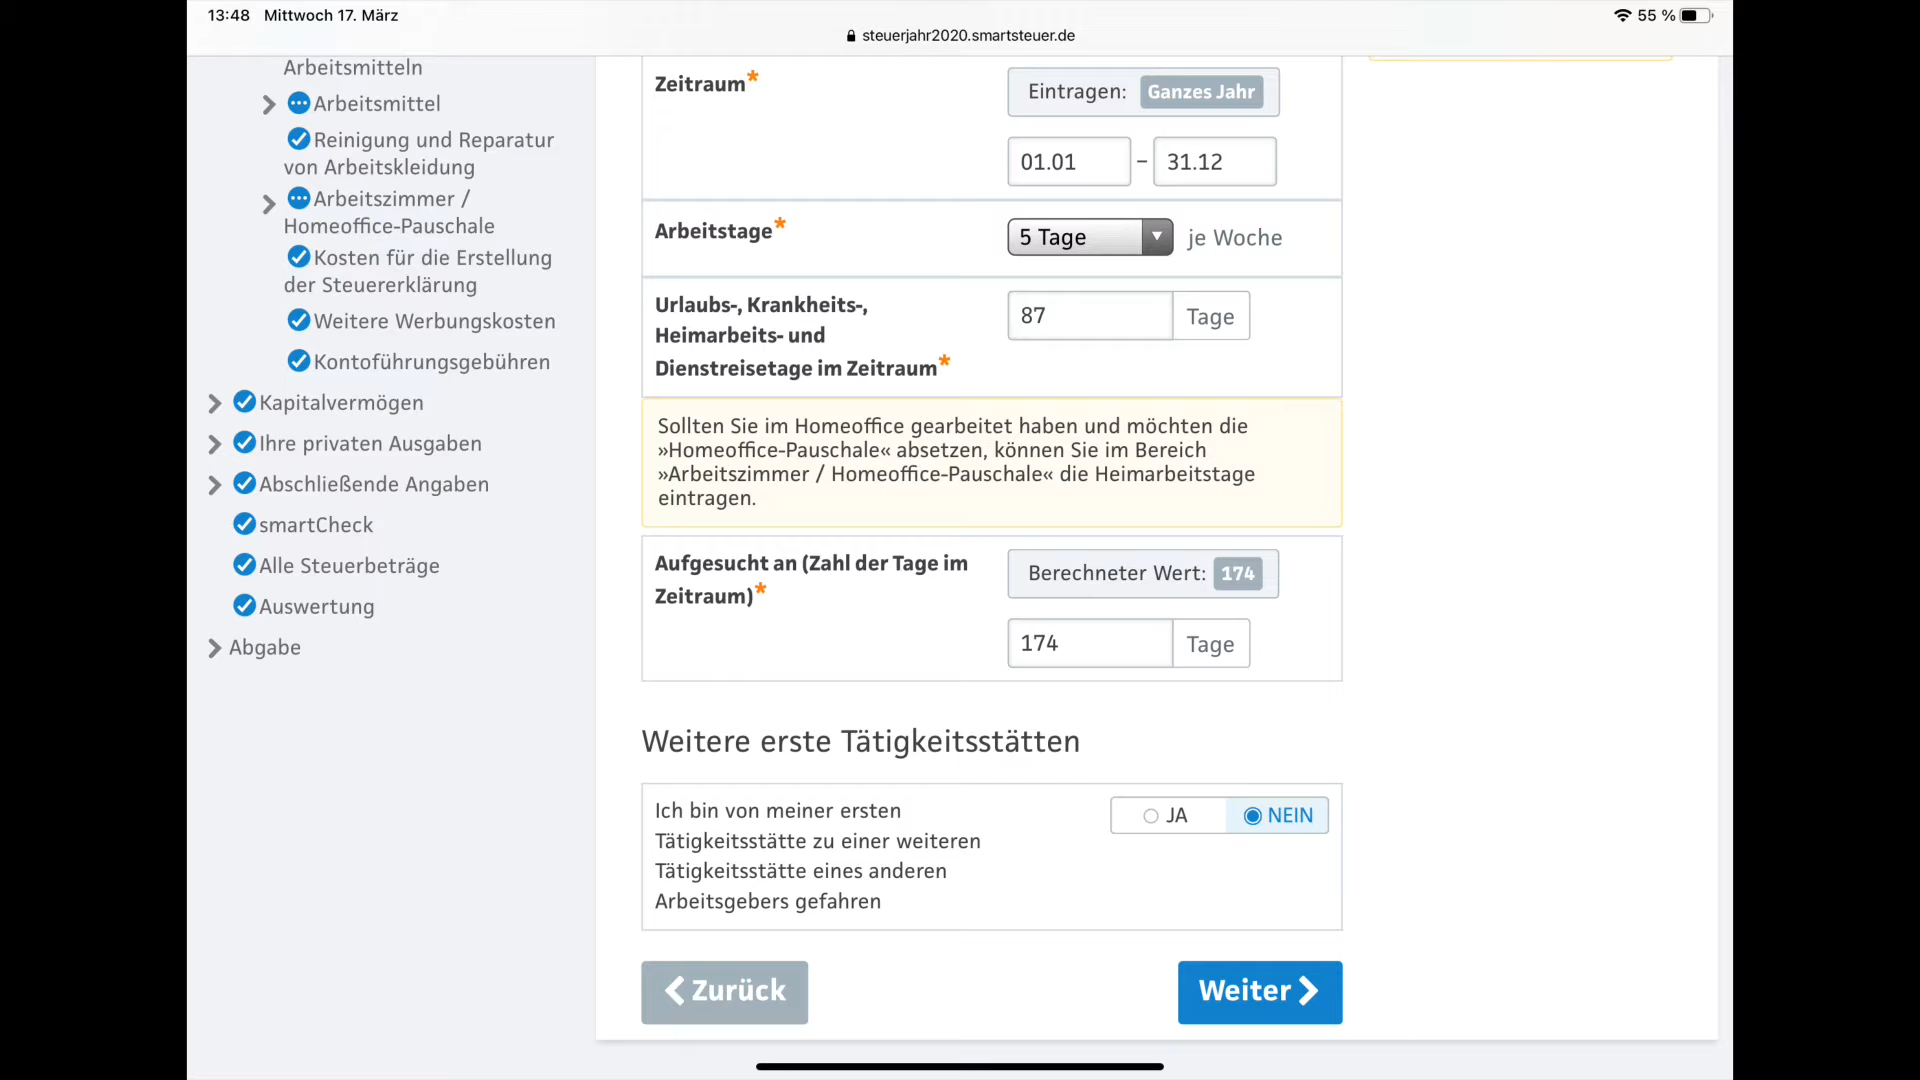 13:48 Mittwoch 17. März
55 %
steuerjahr2020.smartsteuer.de
Arbeitsmitteln
Arbeitsmittel
Reinigung und Reparatur
von Arbeitskleidung
Arbeitszimmer /
Homeoffice-Pauschale
Kosten für die Erstellung
der Steuererklärung
Weitere Werbungskosten
Kontoführungsgebühren
Kapitalvermögen
Ihre privaten Ausgaben
Abschließende Angaben
smartCheck
Alle Steuerbeträge
Auswertung
Abgabe
Zeitraum*
Eintragen: Ganzes Jahr
01.01 – 31.12
Arbeitstage*
5 Tage je Woche
Urlaubs-, Krankheits-,
Heimarbeits- und
Dienstreisetage im Zeitraum*
87 Tage
Sollten Sie im Homeoffice gearbeitet haben und möchten die
»Homeoffice-Pauschale« absetzen, können Sie im Bereich
»Arbeitszimmer / Homeoffice-Pauschale« die Heimarbeitstage
eintragen.
Aufgesucht an (Zahl der Tage im
Zeitraum)*
Berechneter Wert: 174
174 Tage
Weitere erste Tätigkeitsstätten
Ich bin von meiner ersten
Tätigkeitsstätte zu einer weiteren
Tätigkeitsstätte eines anderen
Arbeitsgebers gefahren
JA NEIN
Zurück
Weiter